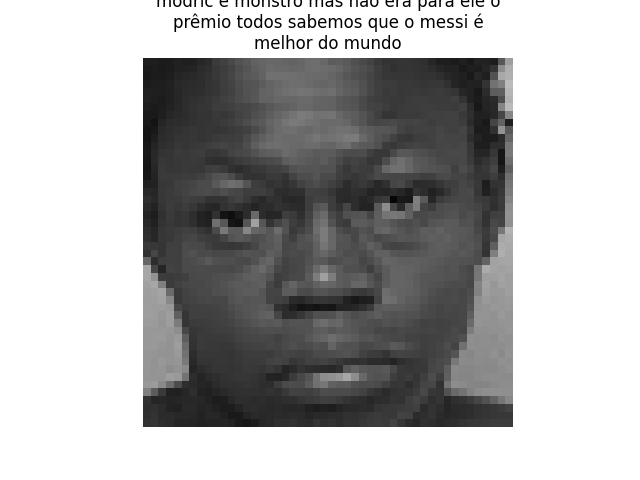 modric é monstro mas não era para ele o
prêmio todos sabemos que o messi é
melhor do mundo